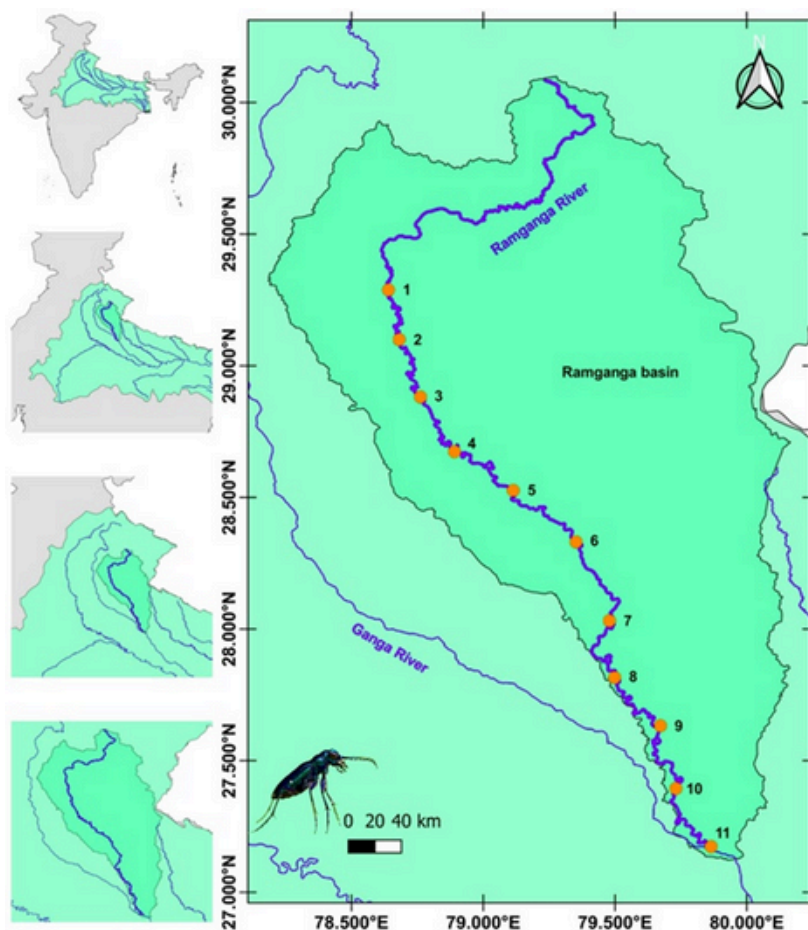 N
30.000°N
29.500°N
29.000°N
28.500°N
28.000°N
27.500°N
27.000°N
Ramganga River
1
2
3
Ramganga basin
4
5
6
7
Ganga River
8
9
10
11
0 20 40 km
78.500°E 79.000°E 79.500°E 80.000°E